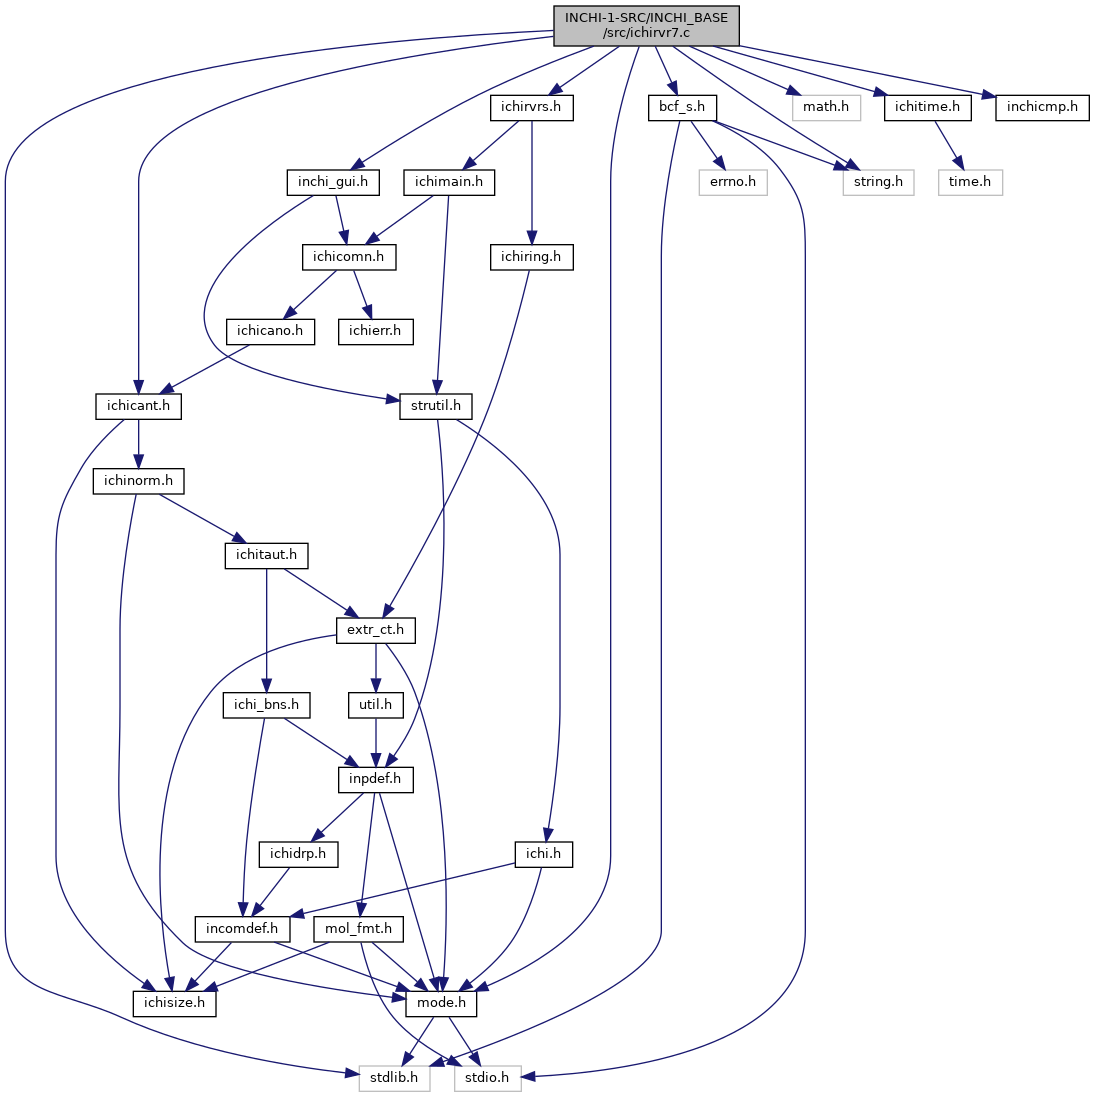 INCHI-1-SRC/INCHI_BASE
/src/ichirvr7.c
ichirvrs.h
bcf_s.h
math.h
ichitime.h
inchicmp.h
inchi_gui.h
ichimain.h
errno.h
string.h
time.h
ichicomn.h
ichiring.h
ichicano.h
ichierr.h
ichicant.h
strutil.h
ichinorm.h
ichitaut.h
extr_ct.h
ichi_bns.h
util.h
inpdef.h
ichidrp.h
ichi.h
incomdef.h
mol_fmt.h
ichisize.h
mode.h
stdlib.h
stdio.h